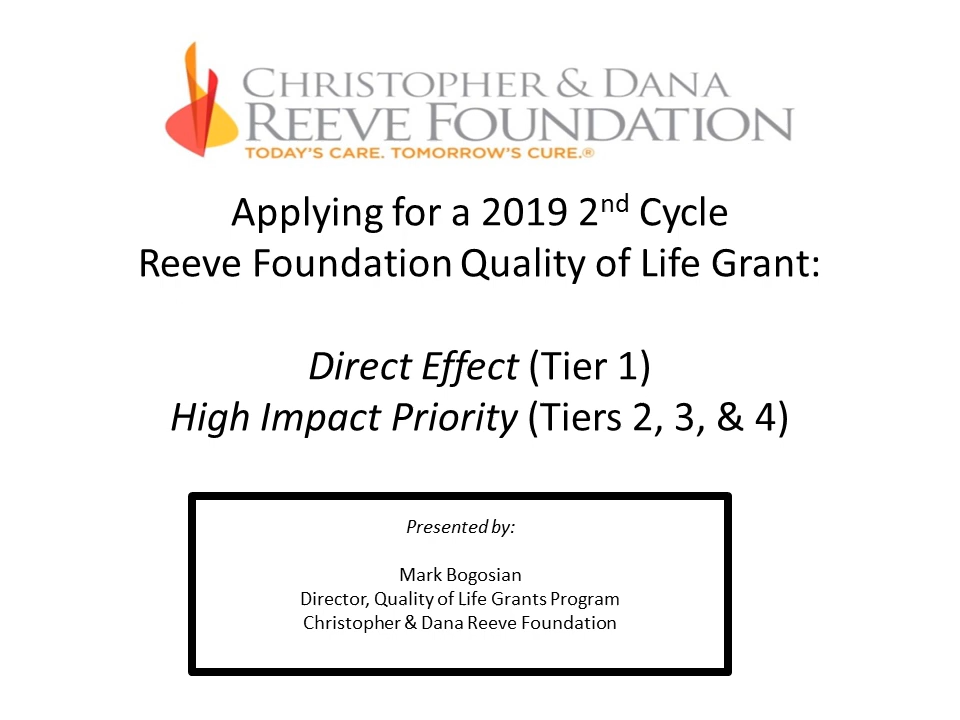 CHRISTOPHER & DANA
REEVE FOUNDATION
TODAY'S CARE. TOMORROW'S CURE.®
Applying for a 2019 2nd Cycle
Reeve Foundation Quality of Life Grant:
Direct Effect (Tier 1)
High Impact Priority (Tiers 2, 3, & 4)
Presented by:
Mark Bogosian
Director, Quality of Life Grants Program
Christopher & Dana Reeve Foundation